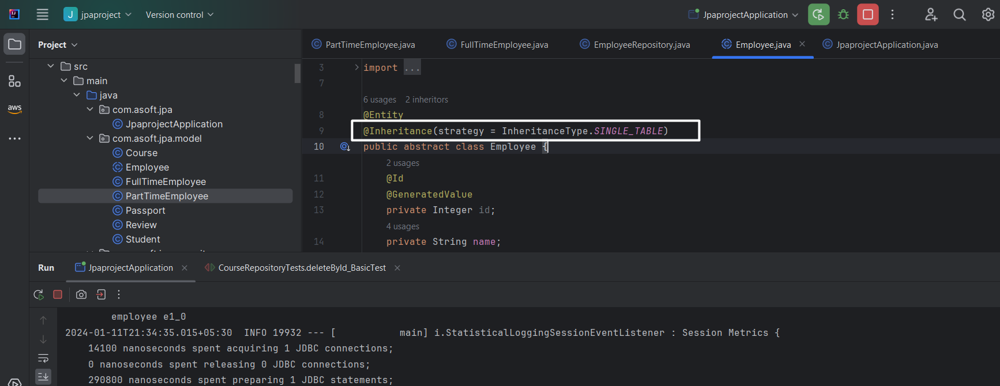 J jpaproject Version control JpaprojectApplication
Project PartTimeEmployee.java FullTimeEmployee.java EmployeeRepository.java Employee.java JpaprojectApplication.java
src
main
java
com.asoft.jpa
JpaprojectApplication
com.asoft.jpa.model
Course
Employee
FullTimeEmployee
PartTimeEmployee
Passport
Review
Student
aws
3 import ...
7
6 usages 2 inheritors
8 @Entity
9 @Inheritance(strategy = InheritanceType.SINGLE_TABLE)
10 public abstract class Employee {
2 usages
11 @Id
12 @GeneratedValue
13 private Integer id;
4 usages
14 private String name;
Run JpaprojectApplication CourseRepositoryTests.deleteById_BasicTest
employee e1_0
2024-01-11T21:34:35.015+05:30 INFO 19932 --- [ main] i.StatisticalLoggingSessionEventListener : Session Metrics {
14100 nanoseconds spent acquiring 1 JDBC connections;
0 nanoseconds spent releasing 0 JDBC connections;
290800 nanoseconds spent preparing 1 JDBC statements;